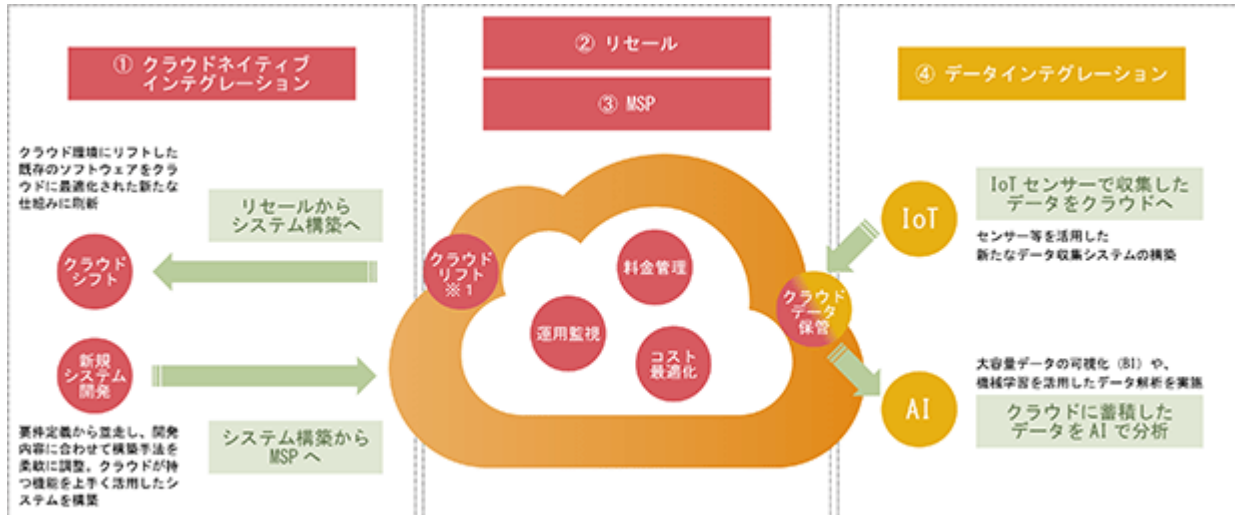 ① クラウドネイティブ
インテグレーション
クラウド環境にリフトした
既存のソフトウェアをクラ
ウドに最適化された新たな
仕組みに刷新
リセールから
システム構築へ
クラウド
シフト
新規
システム
開発
要件定義から並走し、開発
内容に合わせて構築手法を
柔軟に調整。クラウドが持
つ機能を上手く活用したシ
ステムを構築
システム構築から
MSP へ
② リセール
③ MSP
クラウド
リフト
※1
料金管理
運用監視
コスト
最適化
クラウド
データ
保管
④ データインテグレーション
IoT
IoT センサーで収集した
データをクラウドへ
センサー等を活用した
新たなデータ収集システムの構築
大容量データの可視化（BI）や、
機械学習を活用したデータ解析を実施
AI
クラウドに蓄積した
データを AI で分析